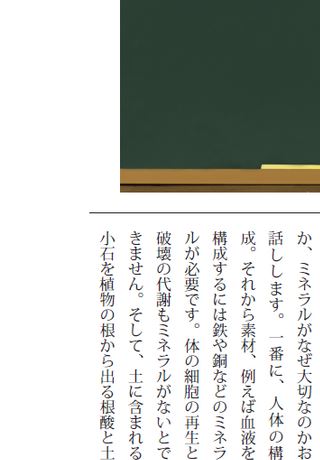 か、ミネラルがなぜ大切なのかお
話しします。一番に、人体の構
成。それから素材、例えば血液を
構成するには鉄や銅などのミネラ
ルが必要です。体の細胞の再生と
破壊の代謝もミネラルがないとで
きません。そして、土に含まれる
小石を植物の根から出る根酸と土